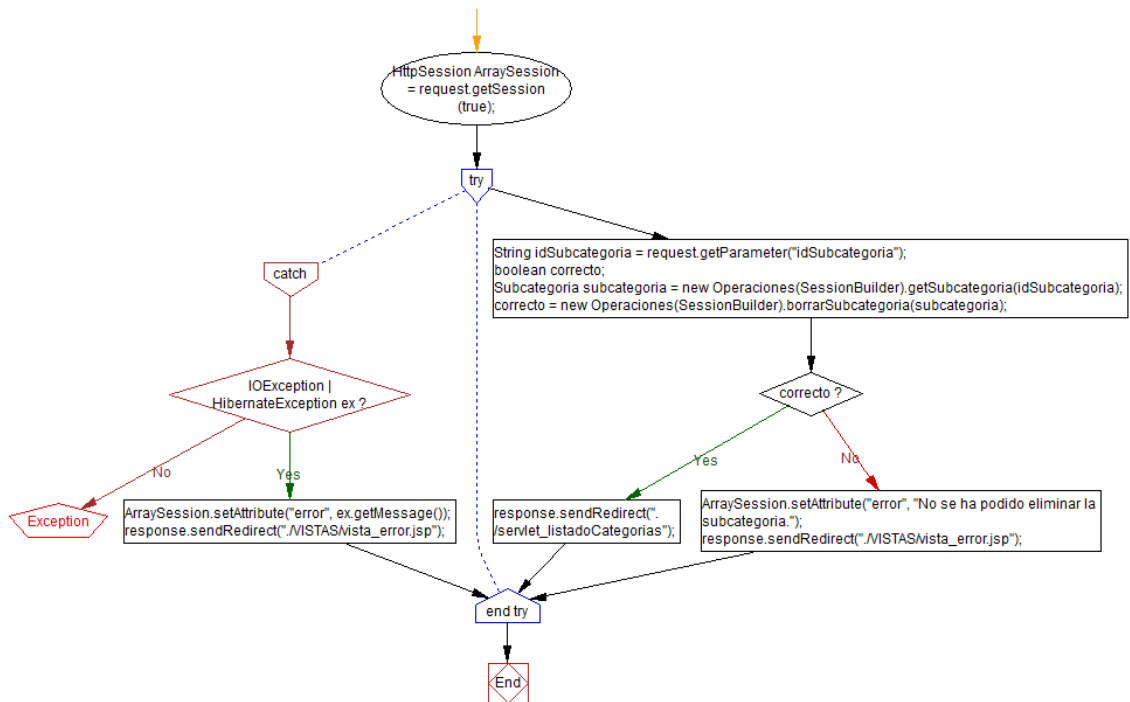 HttpSession ArraySession
= request.getSession
(true);
try
String idSubcategoria = request.getParameter("idSubcategoria");
boolean correcto;
Subcategoria subcategoria = new Operaciones(SessionBuilder).getSubcategoria(idSubcategoria);
correcto = new Operaciones(SessionBuilder).borrarSubcategoria(subcategoria);
catch
IOException |
HibernateException ex ?
correcto ?
No
Yes
Yes
No
Exception
ArraySession.setAttribute("error", ex.getMessage());
response.sendRedirect("./VISTAS/vista_error.jsp");
response.sendRedirect(".
/servlet_listadoCategorias");
ArraySession.setAttribute("error", "No se ha podido eliminar la
subcategoria.");
response.sendRedirect("./VISTAS/vista_error.jsp");
end try
End